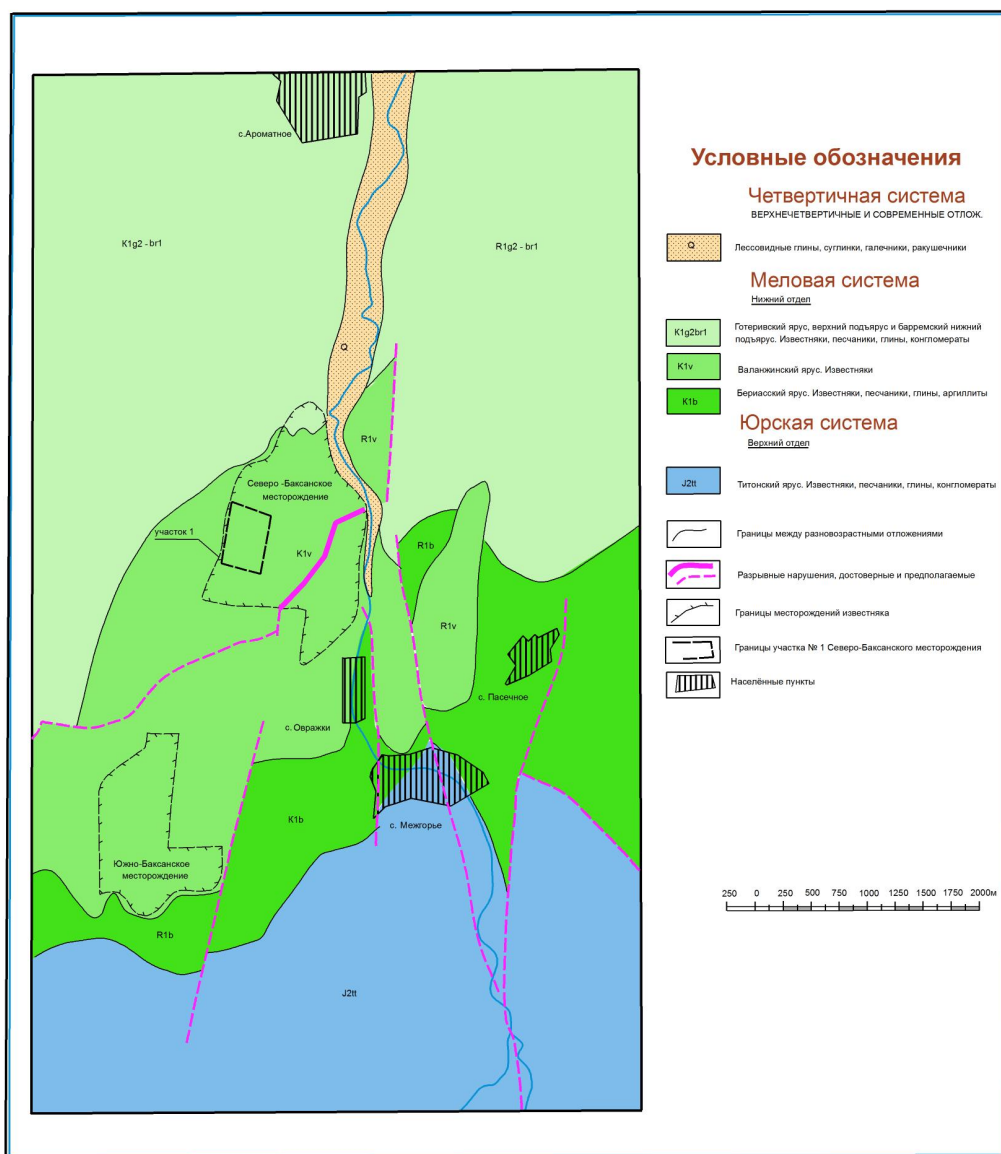 с.Ароматное
K1g2 - br1
R1g2 - br1
Q
R1v
Северо -Баксанское
месторождение
участок 1
K1v
R1b
R1v
с. Пасечное
с. Овражки
K1b
с. Межгорье
Южно-Баксанское
месторождение
R1b
J2tt
Условные обозначения
Четвертичная система
ВЕРХНЕЧЕТВЕРТИЧНЫЕ И СОВРЕМЕННЫЕ ОТЛОЖ.
Q
Лессовидные глины, суглинки, галечники, ракушечники
Меловая система
Нижний отдел
K1g2br1
Готеривский ярус, верхний подъярус и барремский нижний
подъярус. Известняки, песчаники, глины, конгломераты
K1v
Валанжинский ярус. Известняки
K1b
Бериасский ярус. Известняки, песчаники, глины, аргиллиты
Юрская система
Верхний отдел
J2tt
Титонский ярус. Известняки, песчаники, глины, конгломераты
Границы между разновозрастными отложениями
Разрывные нарушения, достоверные и предполагаемые
Границы месторождений известняка
Границы участка № 1 Северо-Баксанского месторождения
Населённые пункты
250 0 250 500 750 1000 1250 1500 1750 2000м